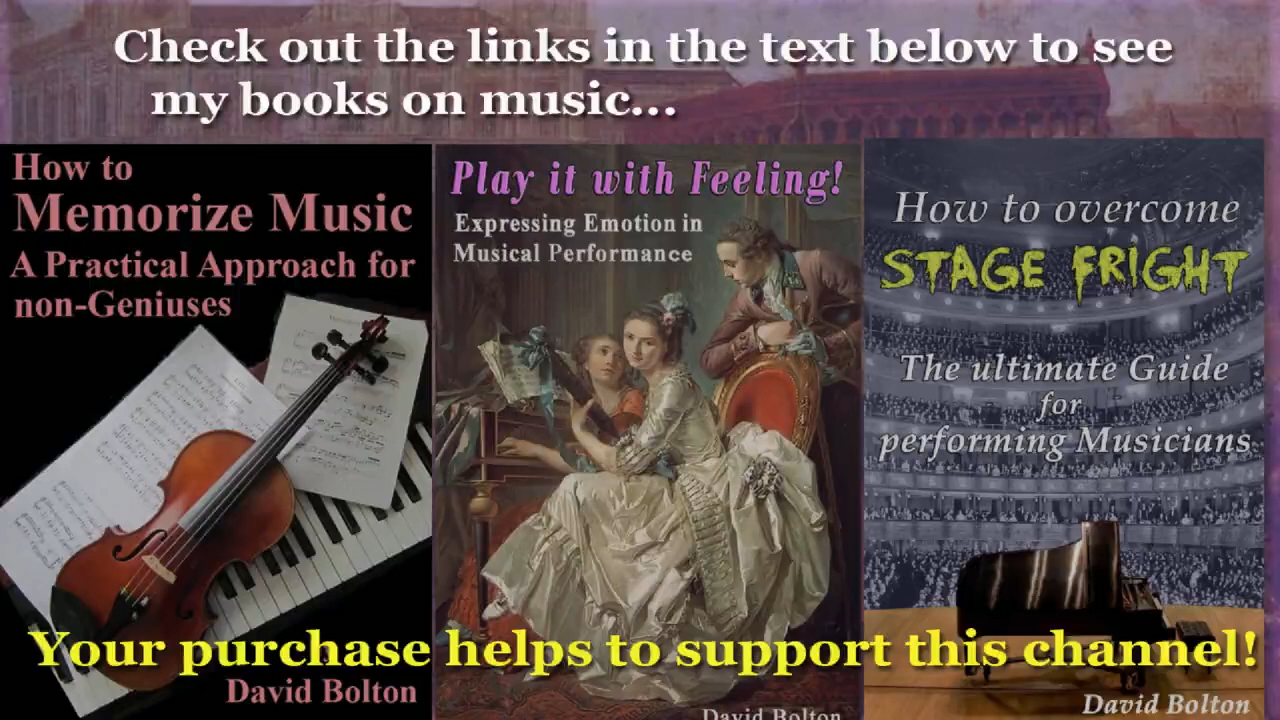 Check out the links in the text below to see
my books on music...
How to
Memorize Music
A Practical Approach for
non-Geniuses
David Bolton
Play it with Feeling!
Expressing Emotion in
Musical Performance
David Bolton
How to overcome
STAGE FRIGHT
The ultimate Guide
for
performing Musicians
David Bolton
Your purchase helps to support this channel!